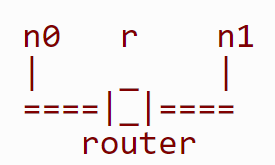 n0 r n1
| _ |
====|_|====
router